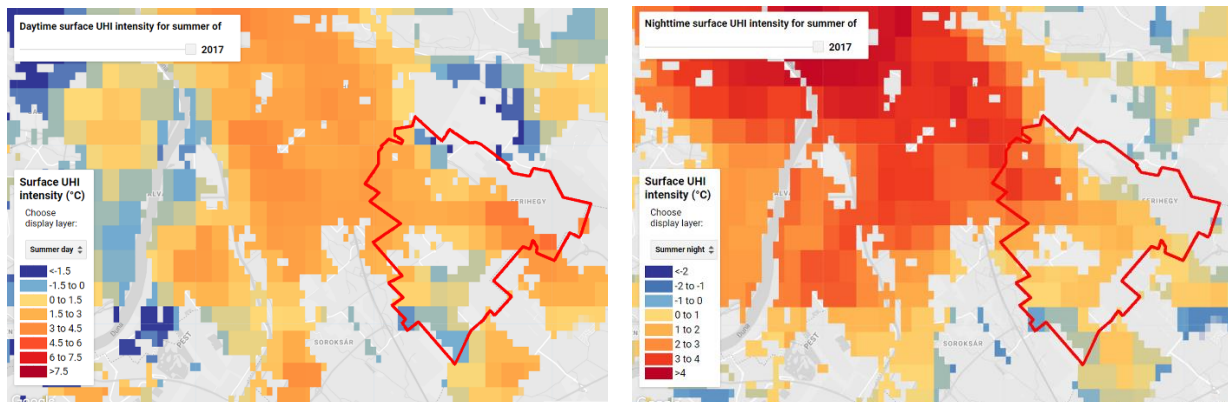 Daytime surface UHI intensity for summer of
2017
Surface UHI
intensity (°C)
Choose
display layer:
Summer day
<-1.5
-1.5 to 0
0 to 1.5
1.5 to 3
3 to 4.5
4.5 to 6
6 to 7.5
>7.5
PEST
SOROKSÁR
FERIHEGY
Google
Nighttime surface UHI intensity for summer of
2017
Surface UHI
intensity (°C)
Choose
display layer:
Summer night
<-2
-2 to -1
-1 to 0
0 to 1
1 to 2
2 to 3
3 to 4
>4
PEST
SOROKSÁR
FERIHEGY
Google